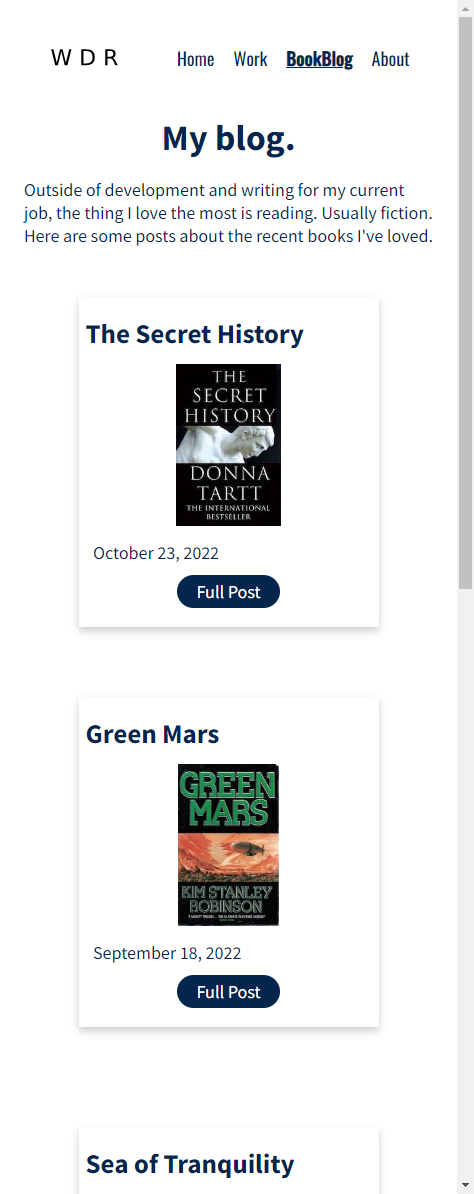 W D R Home Work BookBlog About
My blog.
Outside of development and writing for my current
job, the thing I love the most is reading. Usually fiction.
Here are some posts about the recent books I've loved.
The Secret History
THE
SECRET
HISTORY
DONNA
TARTT
THE INTERNATIONAL
BESTSELLER
October 23, 2022
Full Post
Green Mars
GREEN
MARS
KIM STANLEY
ROBINSON
September 18, 2022
Full Post
Sea of Tranquility